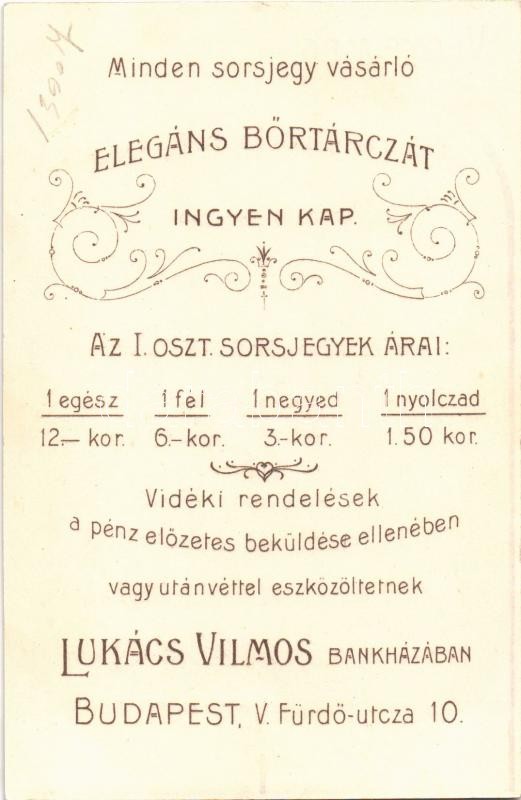 Minden sorsjegy vásárló
ELEGÁNS BŐRTÁRCZÁT
INGYEN KAP.
AZ I. OSZT. SORSJEGYEK ÁRAI:
1 egész 1 fél 1 negyed 1 nyolczad
12.— kor. 6.-kor. 3.-kor. 1.50 kor.
Vidéki rendelések
a pénz előzetes beküldése ellenében
vagy utánvéttel eszközöltetnek
LUKÁCS VILMOS BANKHÁZÁBAN
BUDAPEST, V. Fürdő-utcza 10.